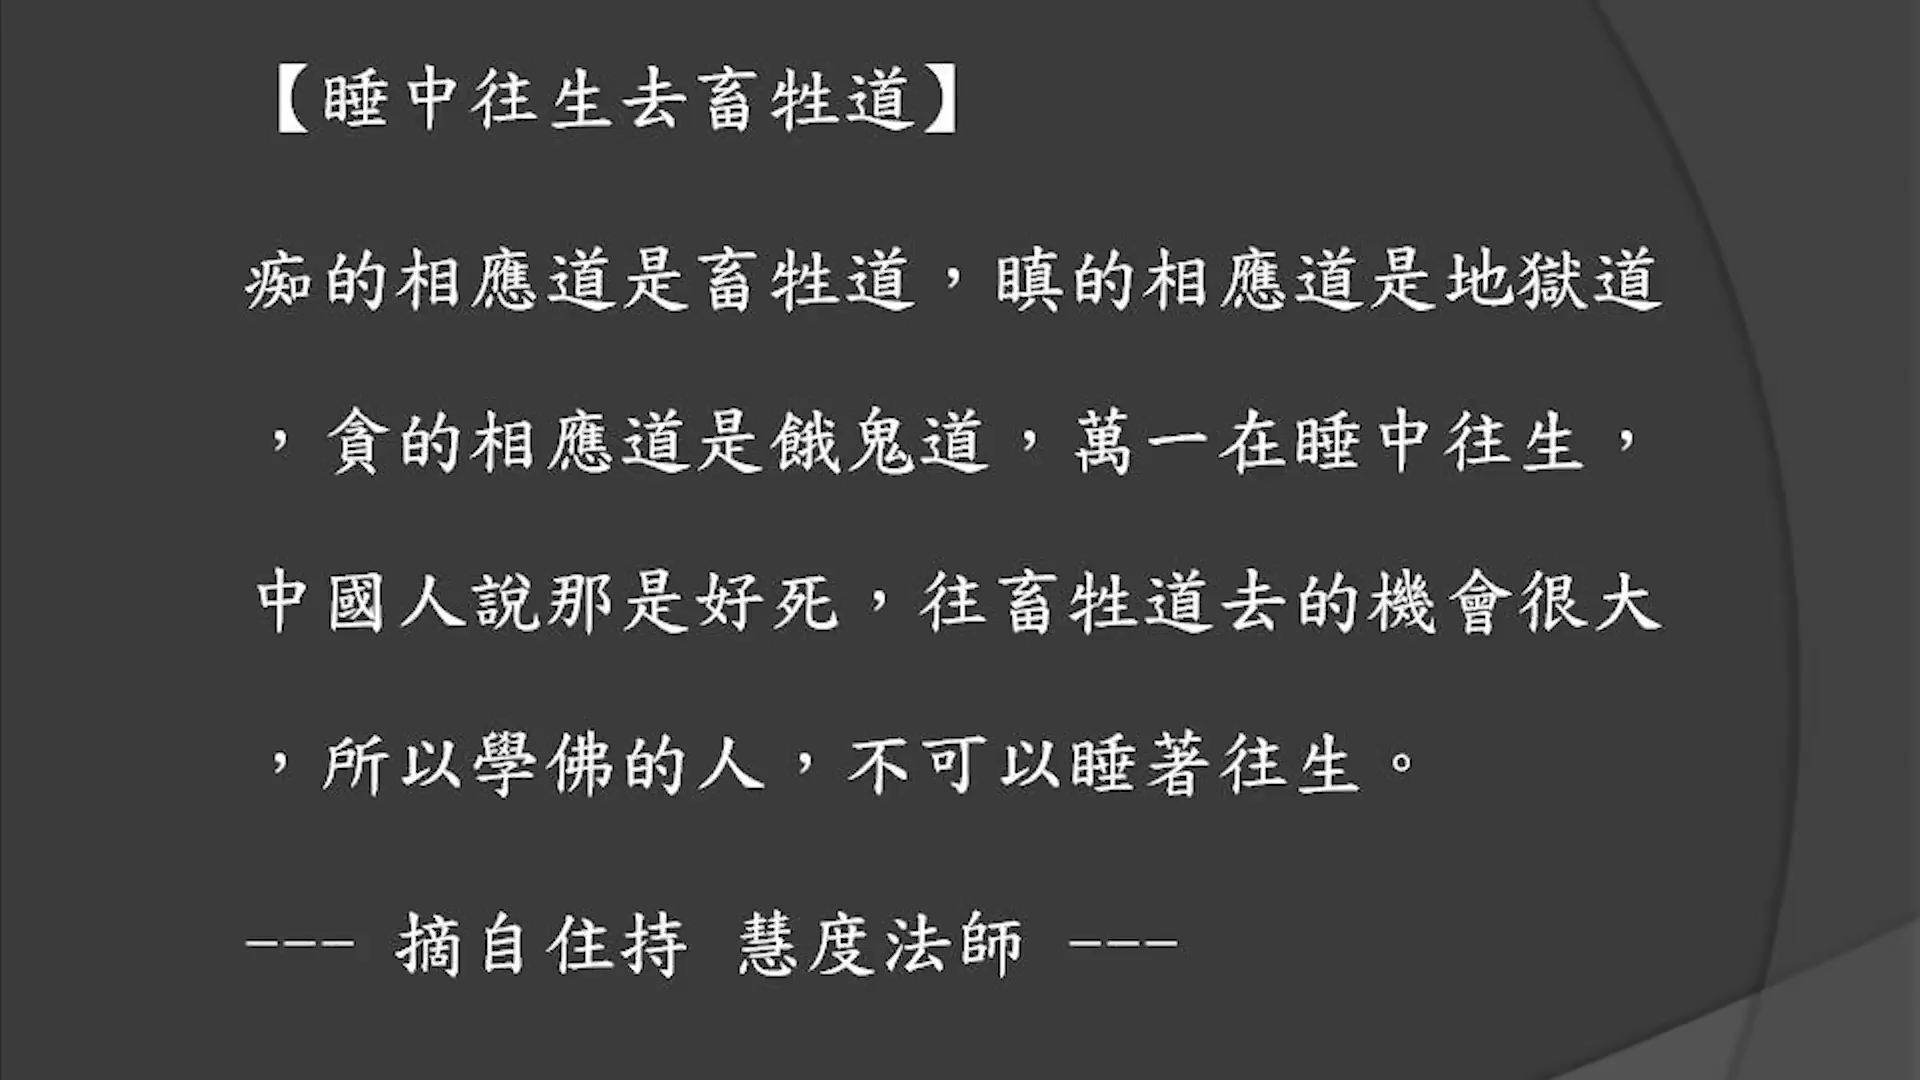 【睡中往生去畜牲道】
痴的相應道是畜牲道，瞋的相應道是地獄道
，貪的相應道是餓鬼道，萬一在睡中往生，
中國人說那是好死，往畜牲道去的機會很大
，所以學佛的人，不可以睡著往生。
--- 摘自住持 慧度法師 ---